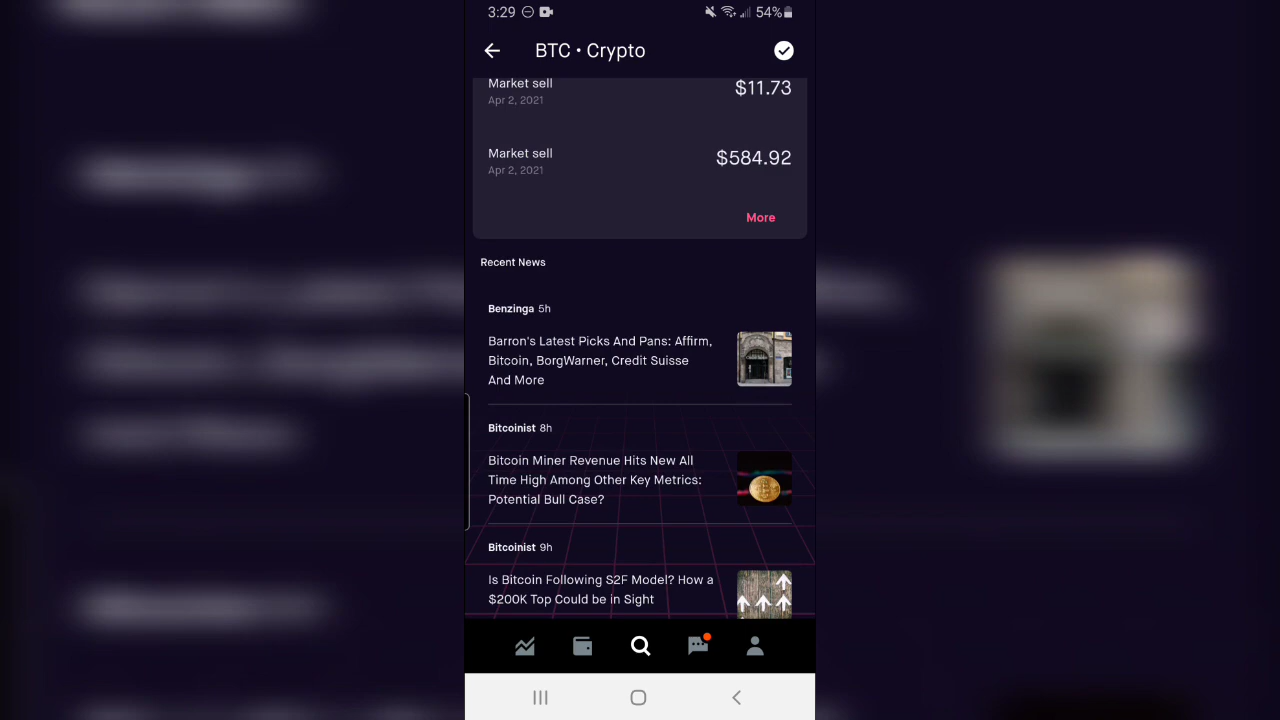 3:29
54%
BTC • Crypto
Market sell
$11.73
Apr 2, 2021
Market sell
$584.92
Apr 2, 2021
More
Recent News
Benzinga 5h
Barron's Latest Picks And Pans: Affirm,
Bitcoin, BorgWarner, Credit Suisse
And More
Bitcoinist 8h
Bitcoin Miner Revenue Hits New All
Time High Among Other Key Metrics:
Potential Bull Case?
Bitcoinist 9h
Is Bitcoin Following S2F Model? How a
$200K Top Could be in Sight